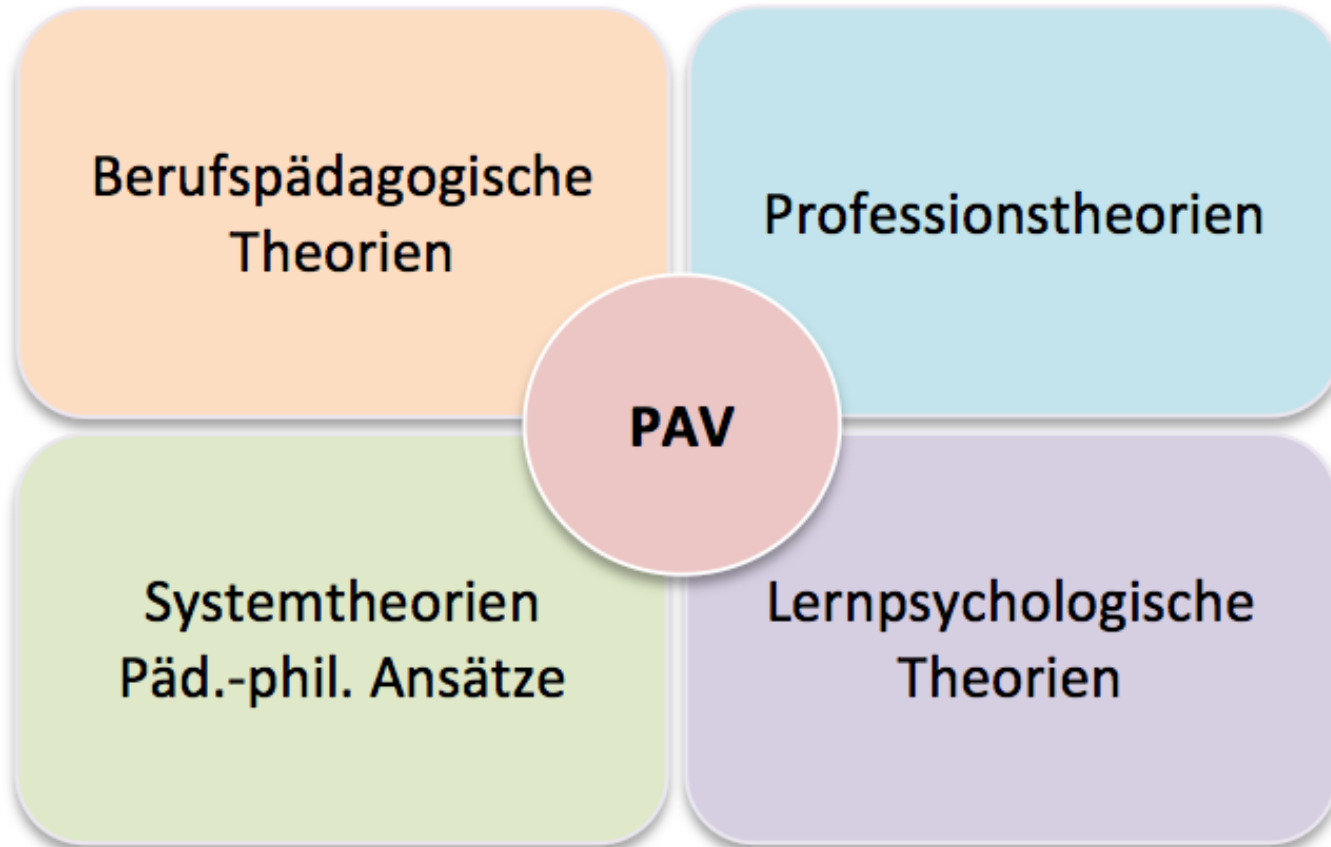 Berufspädagogische
Theorien
Professionstheorien
PAV
Systemtheorien
Päd.-phil. Ansätze
Lernpsychologische
Theorien